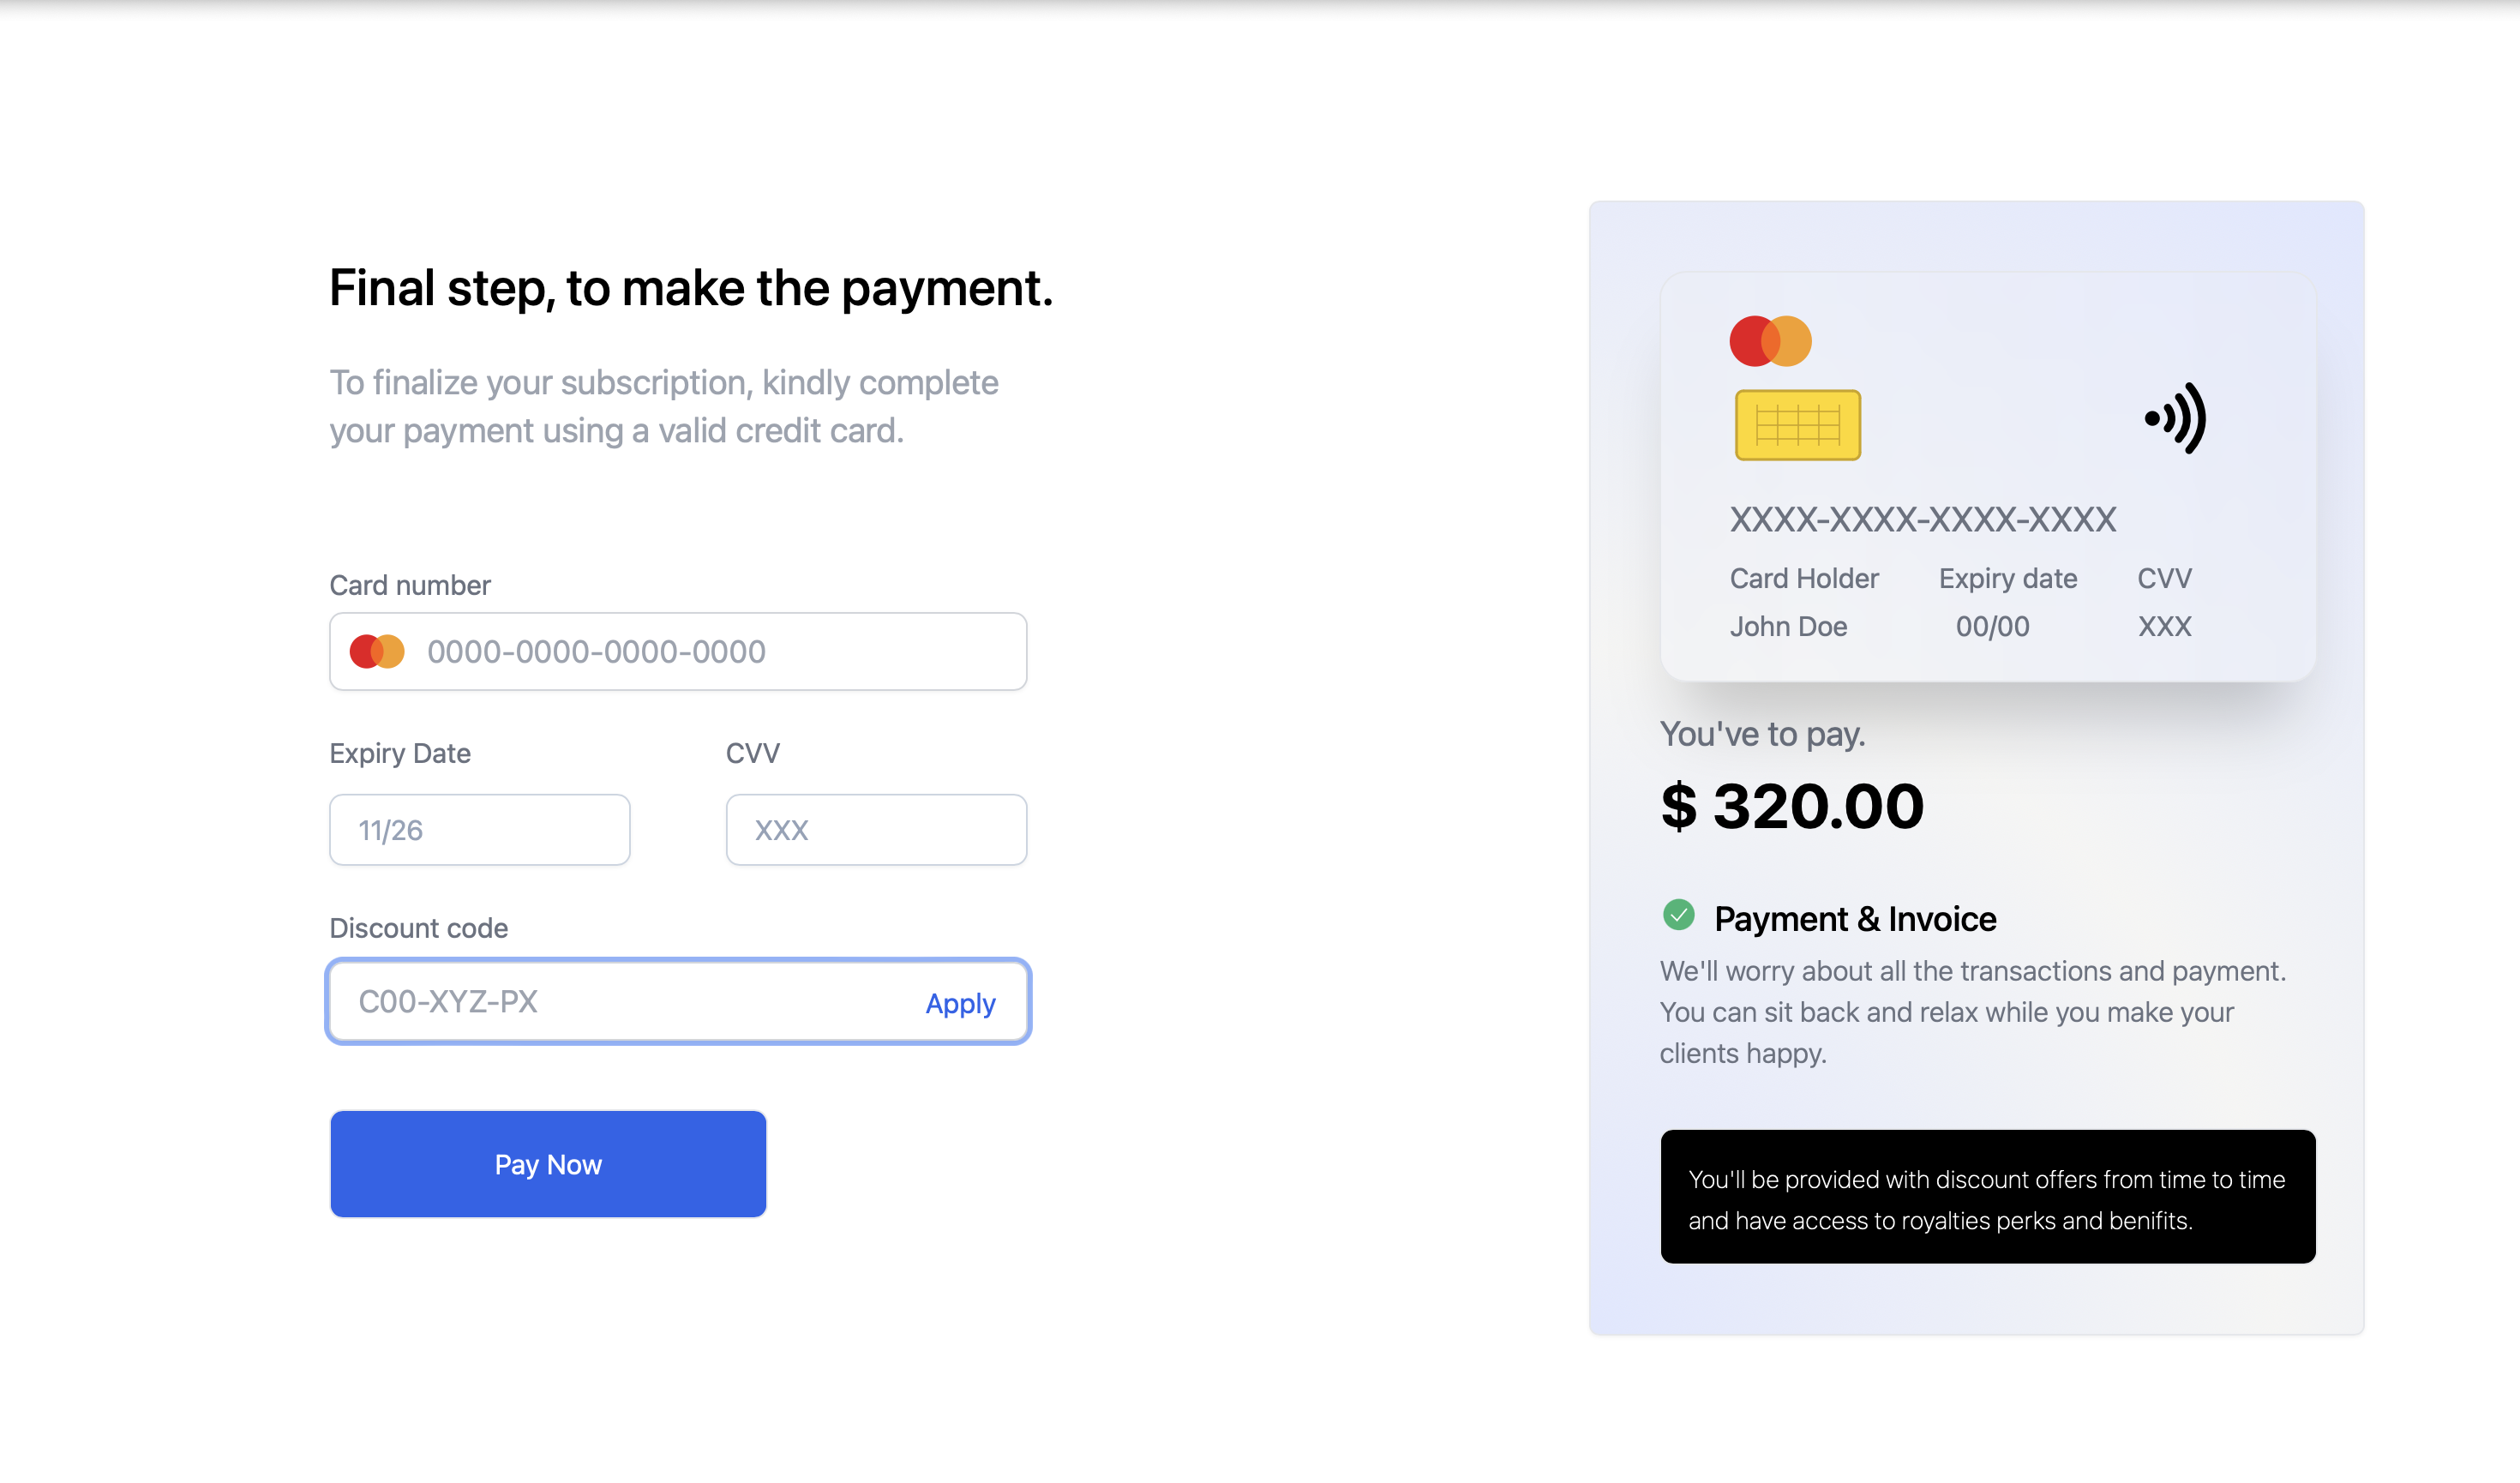 Final step, to make the payment.
To finalize your subscription, kindly complete
your payment using a valid credit card.
Card number
0000-0000-0000-0000
Expiry Date
CVV
11/26
XXX
Discount code
C00-XYZ-PX
Apply
Pay Now
XXXX-XXXX-XXXX-XXXX
Card Holder
Expiry date
CVV
John Doe
00/00
XXX
You've to pay.
$ 320.00
Payment & Invoice
We'll worry about all the transactions and payment.
You can sit back and relax while you make your
clients happy.
You'll be provided with discount offers from time to time
and have access to royalties perks and benifits.